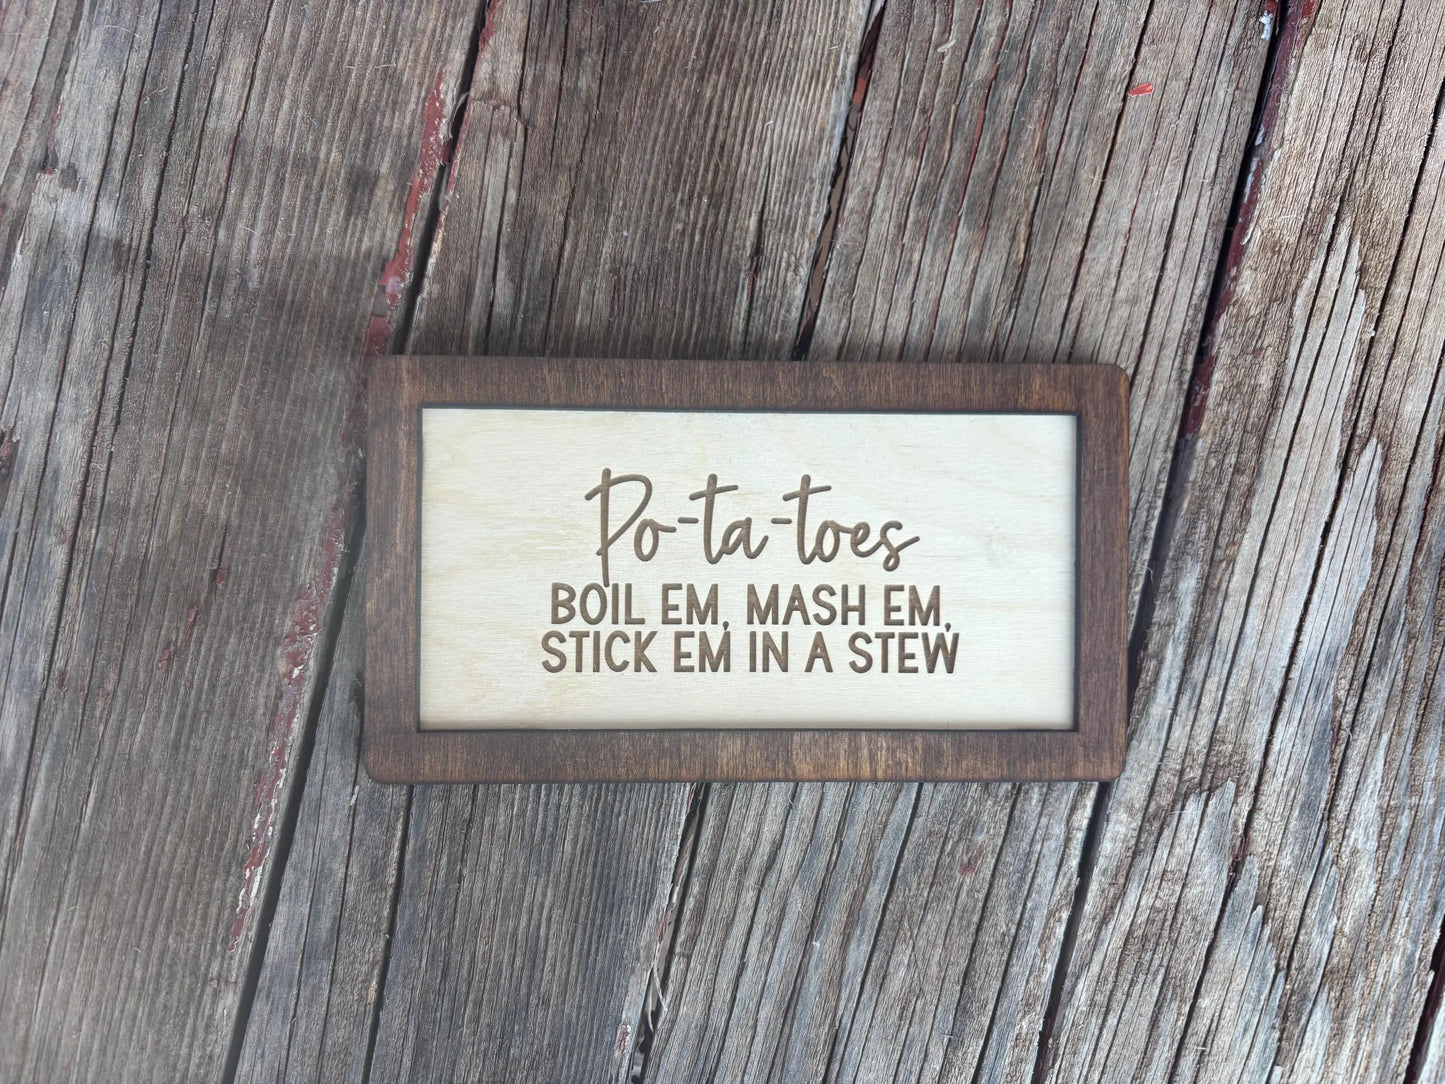 Po-ta-toes
BOIL EM, MASH EM,
STICK EM IN A STEW